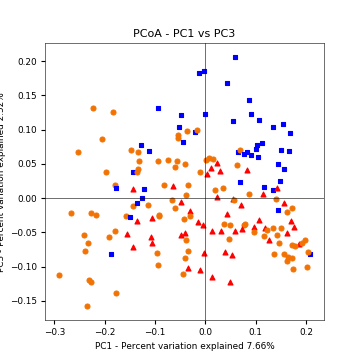 PCoA - PC1 vs PC3
PC3 - Percent variation explained 2.52%
0.20
0.15
0.10
0.05
0.00
−0.05
−0.10
−0.15
−0.3 −0.2 −0.1 0.0 0.1 0.2
PC1 - Percent variation explained 7.66%